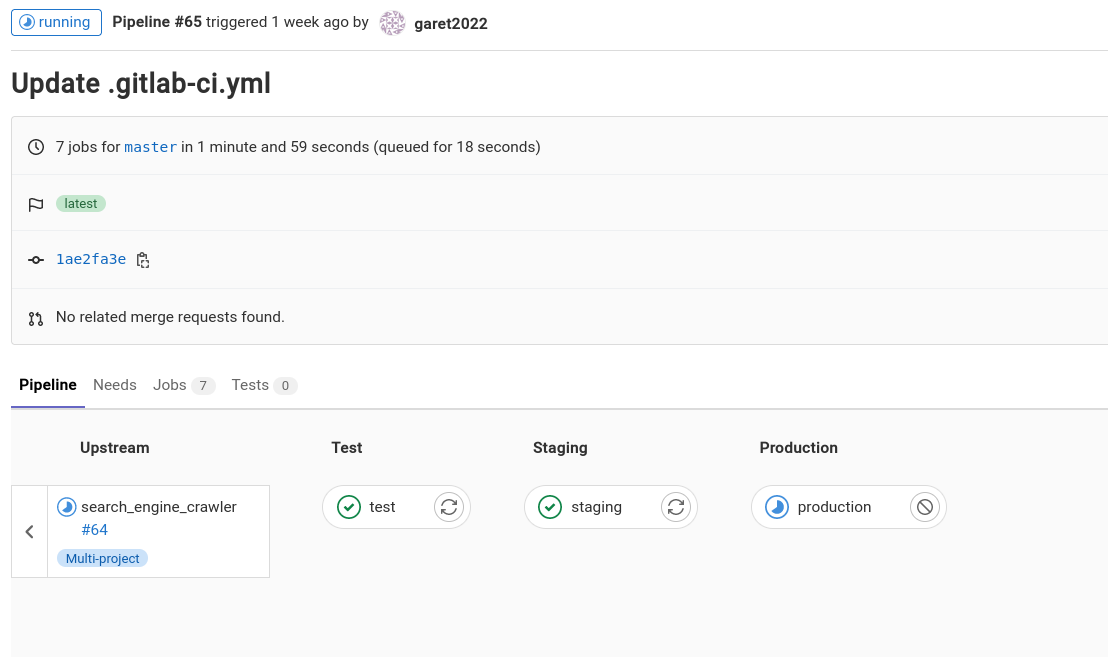 running Pipeline #65 triggered 1 week ago by garet2022
Update .gitlab-ci.yml
7 jobs for master in 1 minute and 59 seconds (queued for 18 seconds)
latest
1ae2fa3e
No related merge requests found.
Pipeline Needs Jobs 7 Tests 0
Upstream Test Staging Production
search_engine_crawler test staging production
#64
Multi-project